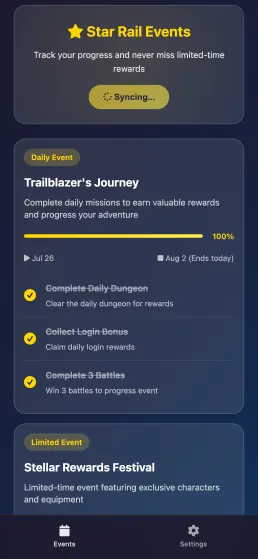 Star Rail Events
Track your progress and never miss limited-time
rewards
Syncing...
Daily Event
Trailblazer's Journey
Complete daily missions to earn valuable rewards
and progress your adventure
100%
Jul 26
Aug 2 (Ends today)
Complete Daily Dungeon
Clear the daily dungeon for rewards
Collect Login Bonus
Claim daily login rewards
Complete 3 Battles
Win 3 battles to progress event
Limited Event
Stellar Rewards Festival
Limited-time event featuring exclusive characters
and equipment
Events
Settings